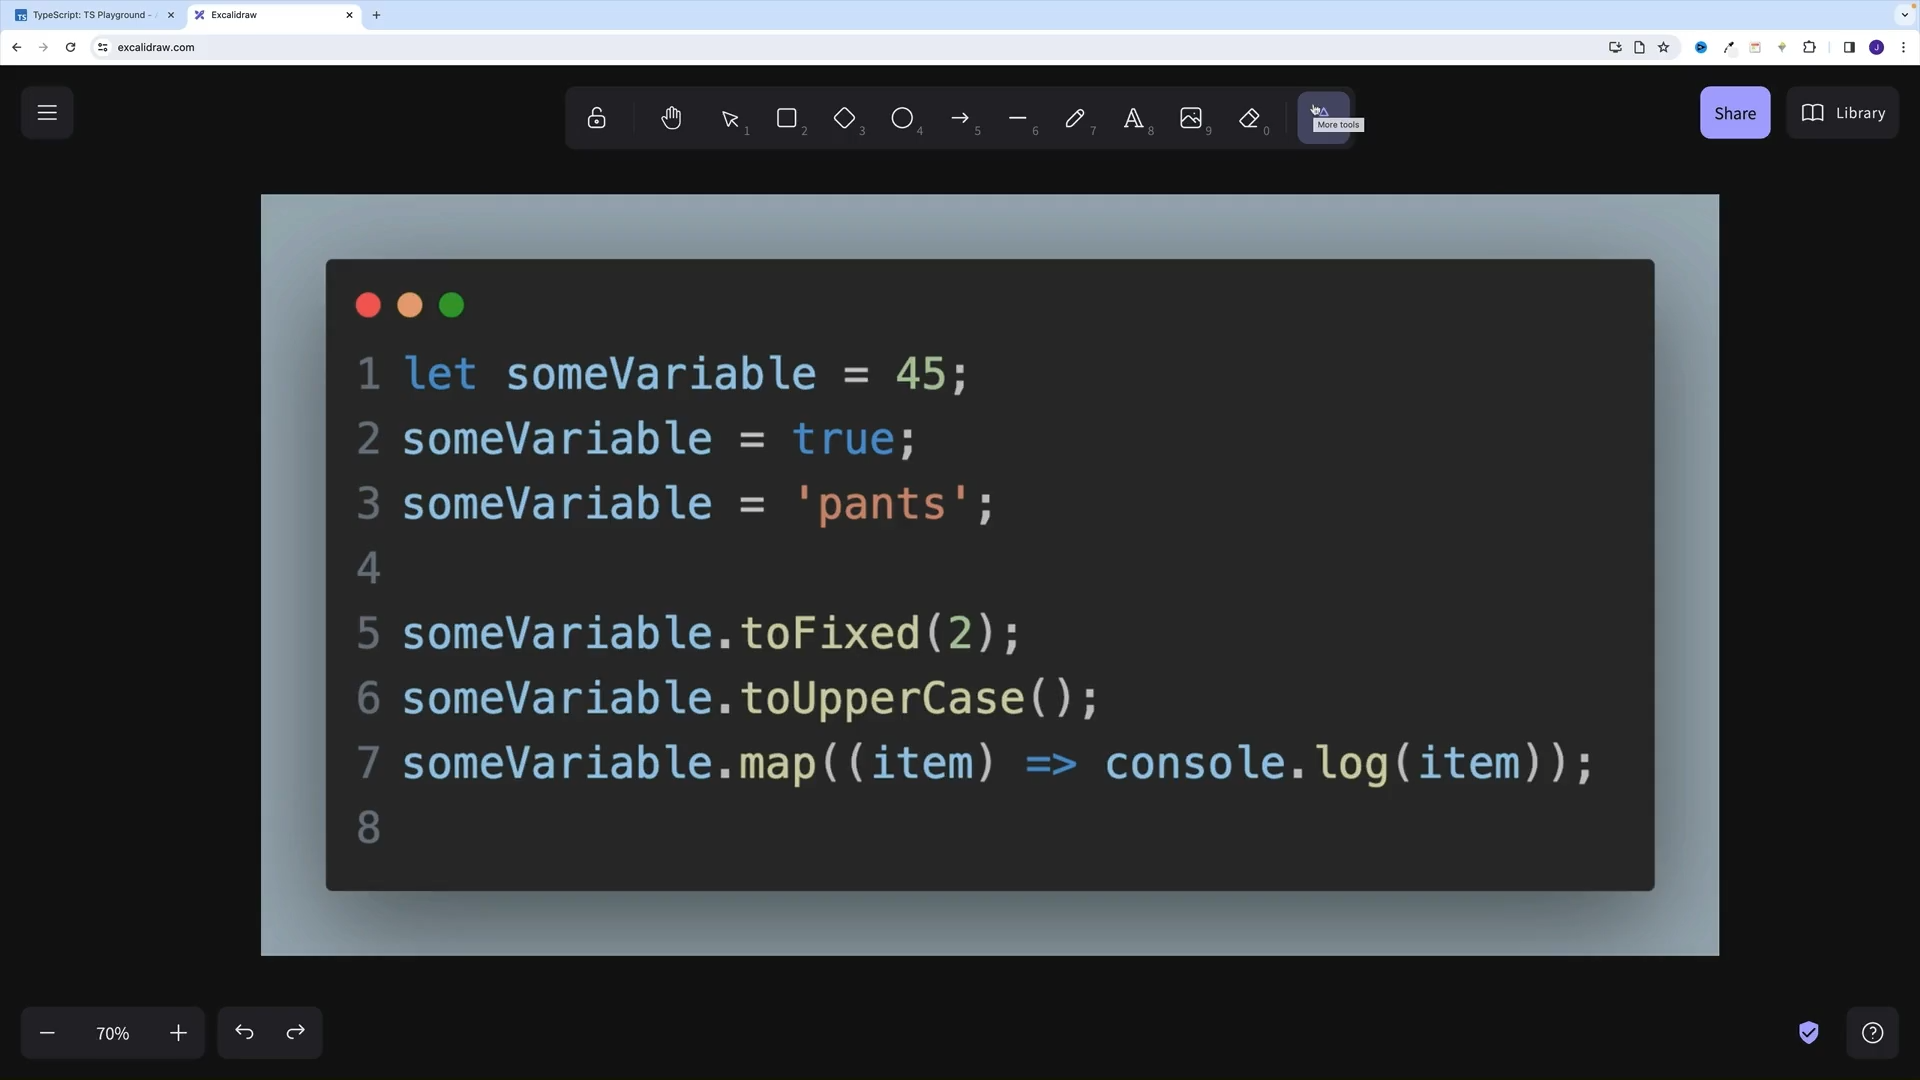 TypeScript: TS Playground -
Excalidraw
excalidraw.com
J
1
2
3
4
5
6
7
8
9
0
More tools
Share
Library
1 let someVariable = 45;
2 someVariable = true;
3 someVariable = 'pants';
4
5 someVariable.toFixed(2);
6 someVariable.toUpperCase();
7 someVariable.map((item) => console.log(item));
8
70%